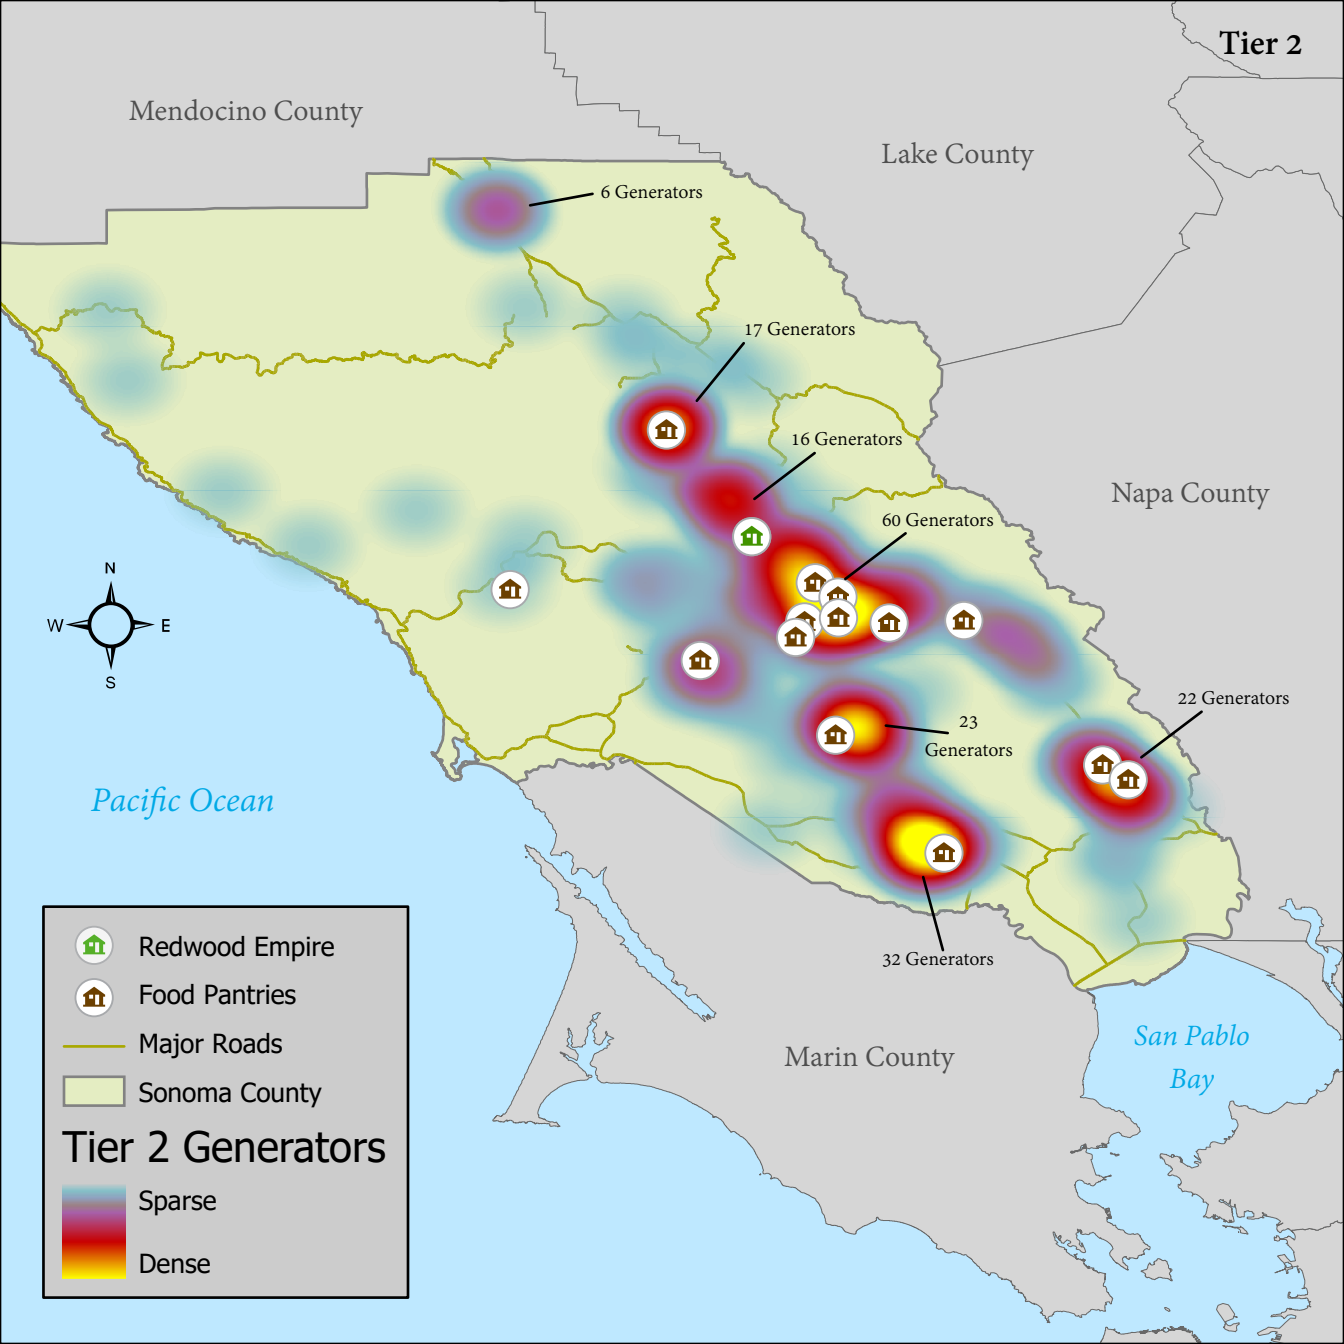 Tier 2
Mendocino County
Lake County
6 Generators
17 Generators
16 Generators
Napa County
60 Generators
N
W
E
S
22 Generators
23
Generators
Pacific Ocean
32 Generators
Redwood Empire
Food Pantries
Major Roads
Sonoma County
Tier 2 Generators
Sparse
Dense
Marin County
San Pablo
Bay